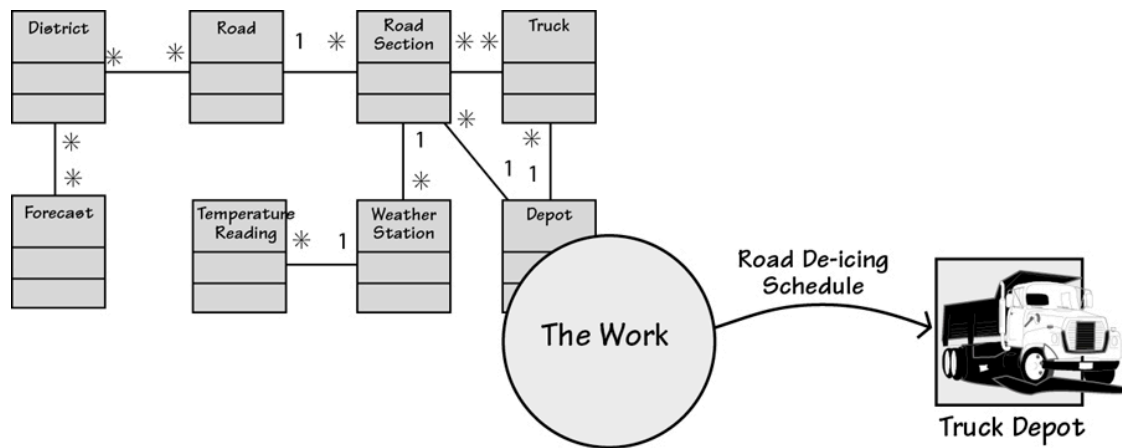 District
Road
Road
Section
Truck
* * 1 * * *
* 1 * *
* * 1 1
Forecast
Temperature
Reading
* 1
Weather
Station
Depot
The Work
Road De-icing
Schedule
Truck Depot